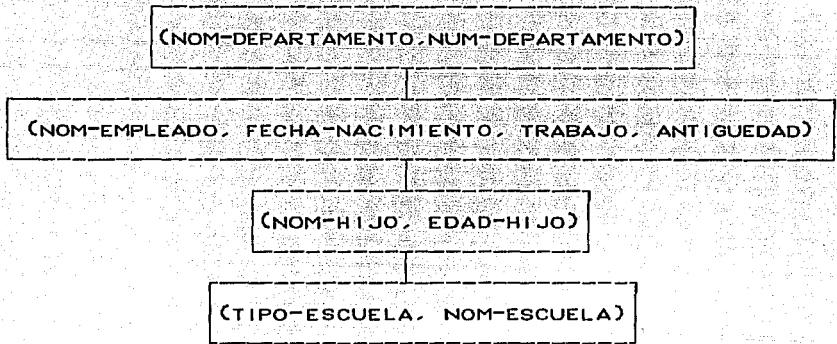 (NOM-DEPARTAMENTO,NUM-DEPARTAMENTO)
(NOM-EMPLEADO, FECHA-NACIMIENTO, TRABAJO, ANTIGUEDAD)
(NOM-HIJO, EDAD-HIJO)
(TIPO-ESCUELA, NOM-ESCUELA)